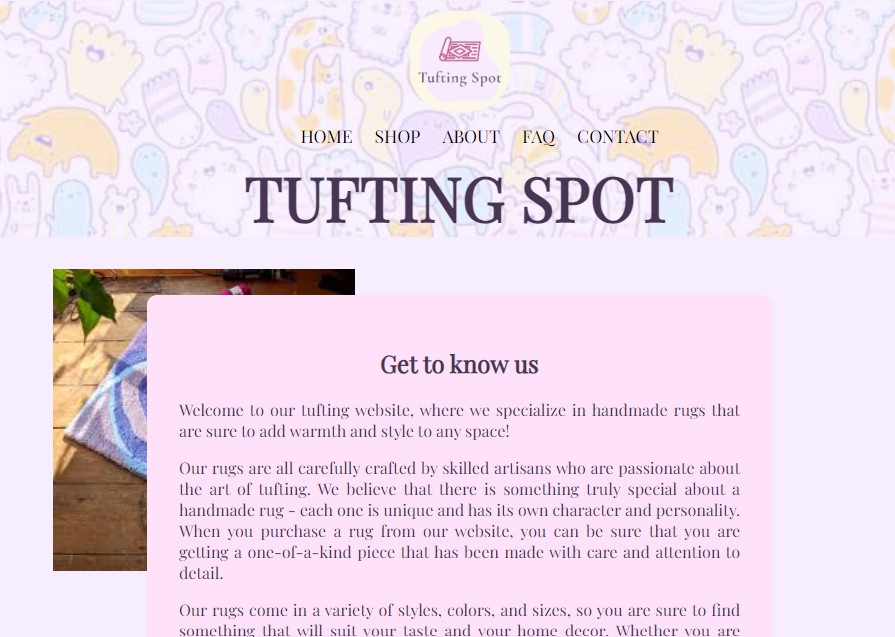 Tufting Spot
HOME SHOP ABOUT FAQ CONTACT
TUFTING SPOT
Get to know us
Welcome to our tufting website, where we specialize in handmade rugs that
are sure to add warmth and style to any space!
Our rugs are all carefully crafted by skilled artisans who are passionate about
the art of tufting. We believe that there is something truly special about a
handmade rug - each one is unique and has its own character and personality.
When you purchase a rug from our website, you can be sure that you are
getting a one-of-a-kind piece that has been made with care and attention to
detail.
Our rugs come in a variety of styles, colors, and sizes, so you are sure to find
something that will suit your taste and your home decor. Whether you are